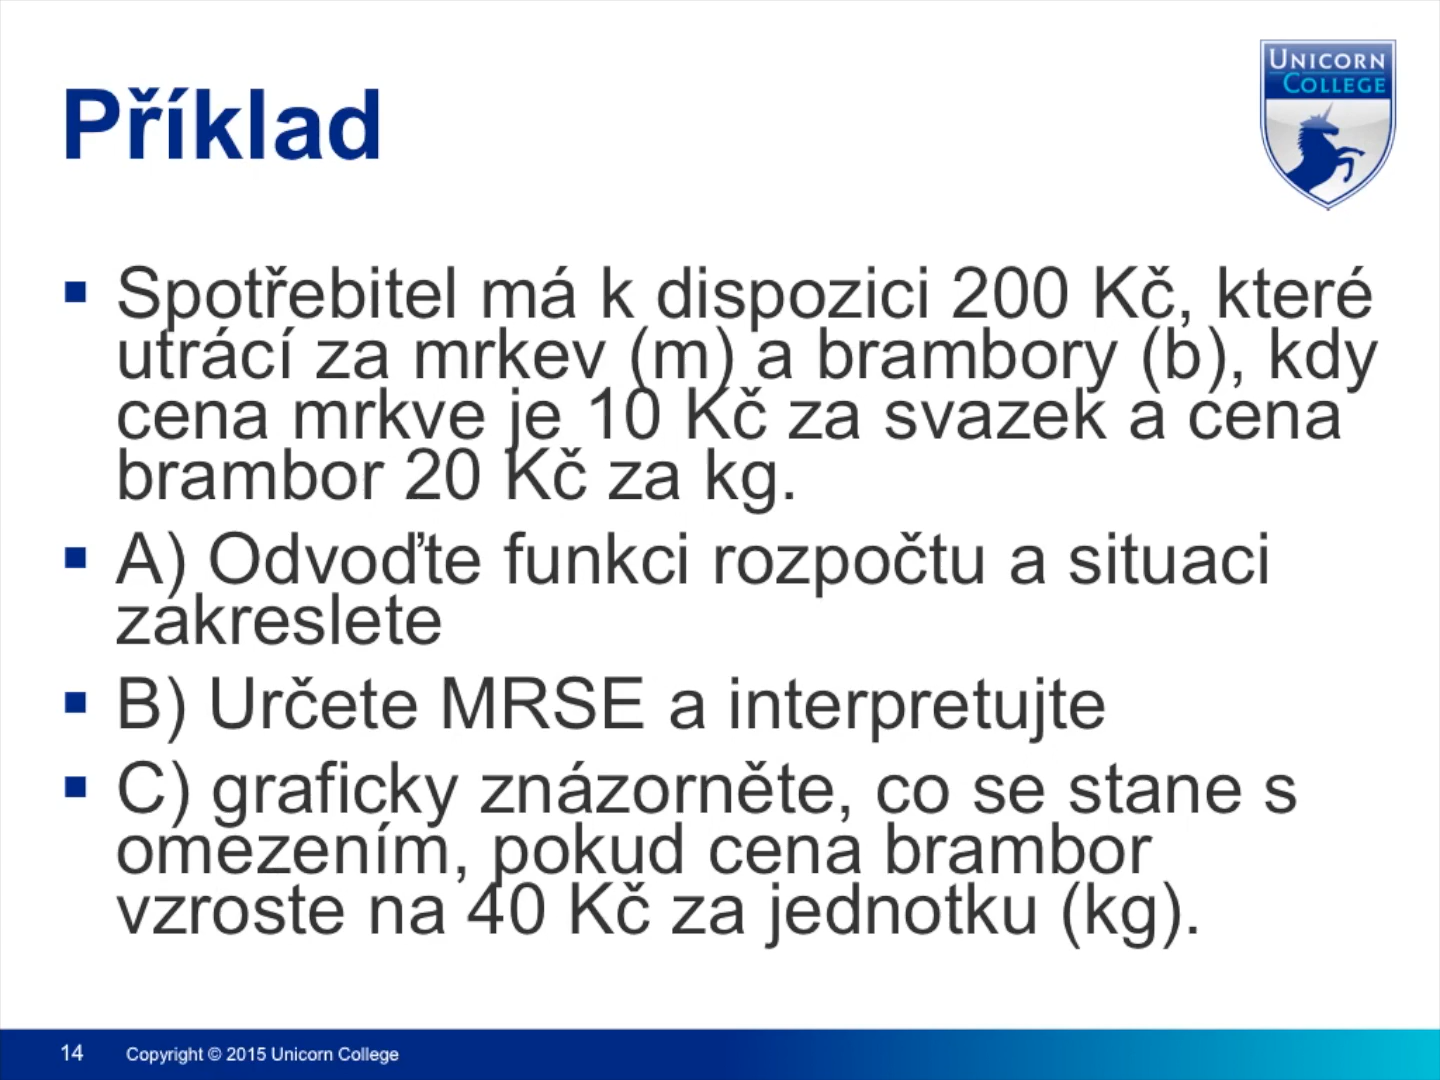 UNICORN
COLLEGE
Příklad
Spotřebitel má k dispozici 200 Kč, které
utrácí za mrkev (m) a brambory (b), kdy
cena mrkve je 10 Kč za svazek a cena
brambor 20 Kč za kg.
A) Odvoďte funkci rozpočtu a situaci
zakreslete
B) Určete MRSE a interpretujte
C) graficky znázorněte, co se stane s
omezením, pokud cena brambor
vzroste na 40 Kč za jednotku (kg).
14 Copyright © 2015 Unicorn College